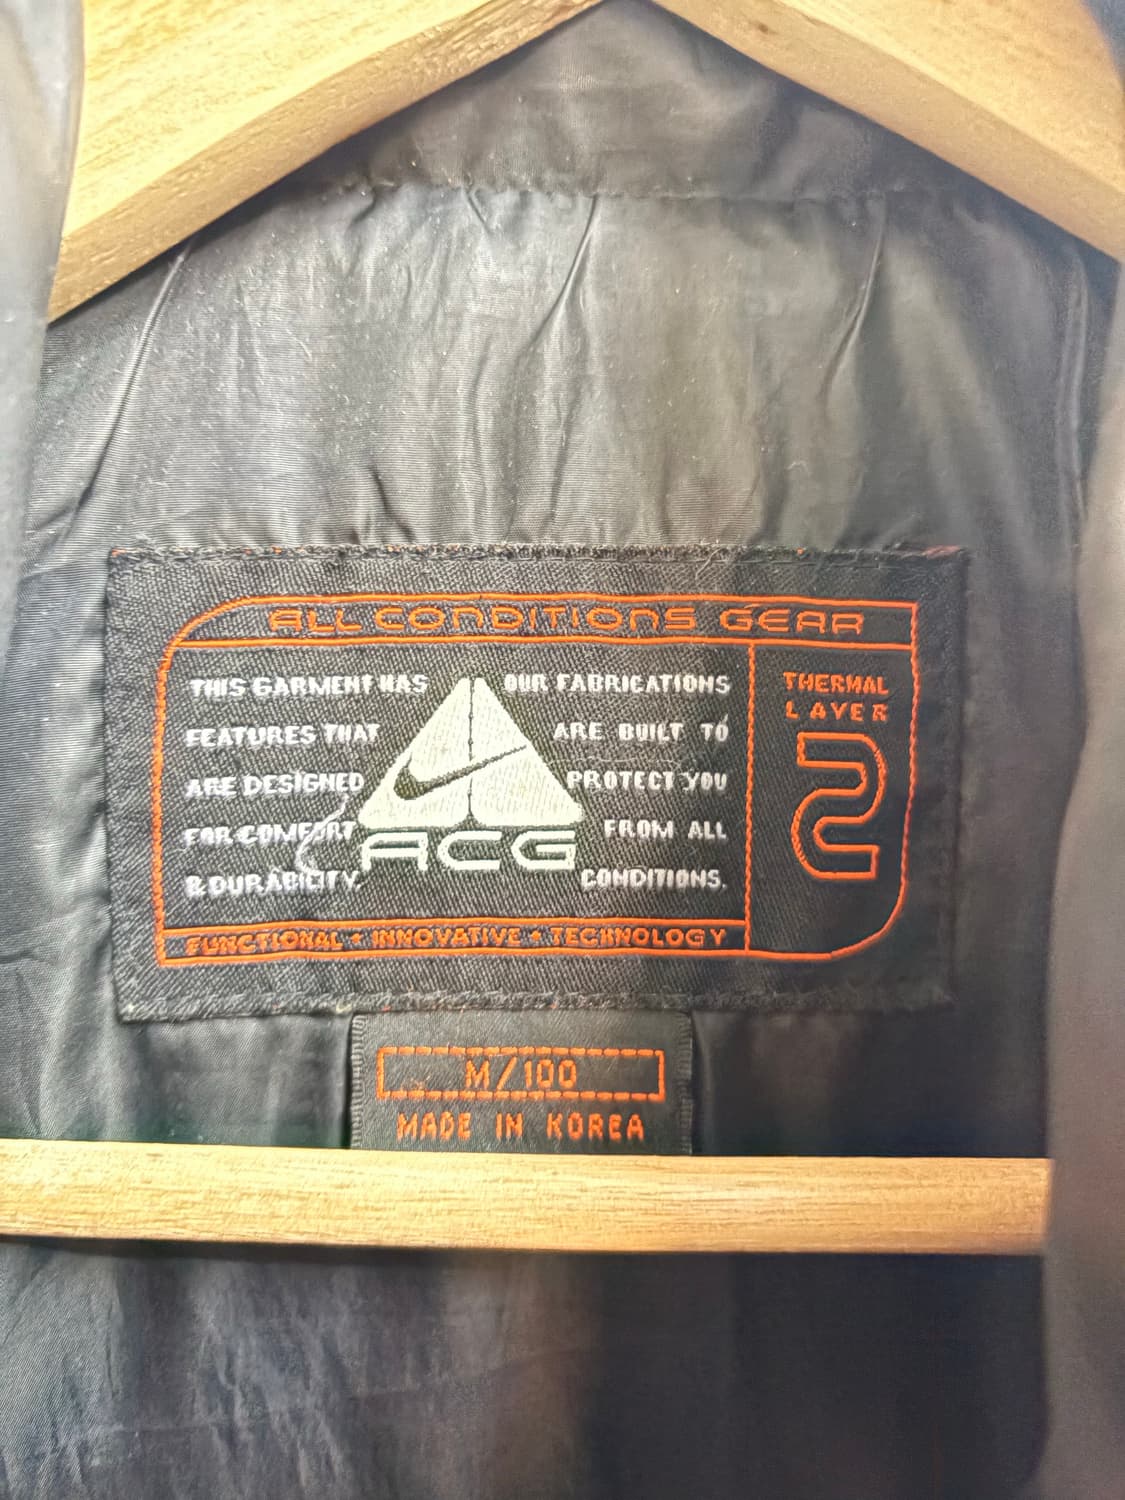 ALL CONDITIONS GEAR
THIS GARMENT HAS
FEATURES THAT
ARE DESIGNED
FOR COMFORT
& DURABILITY.
ACG
OUR FABRICATIONS
ARE BUILT TO
PROTECT YOU
FROM ALL
CONDITIONS.
THERMAL
LAYER
2
FUNCTIONAL + INNOVATIVE + TECHNOLOGY
M/100
MADE IN KOREA